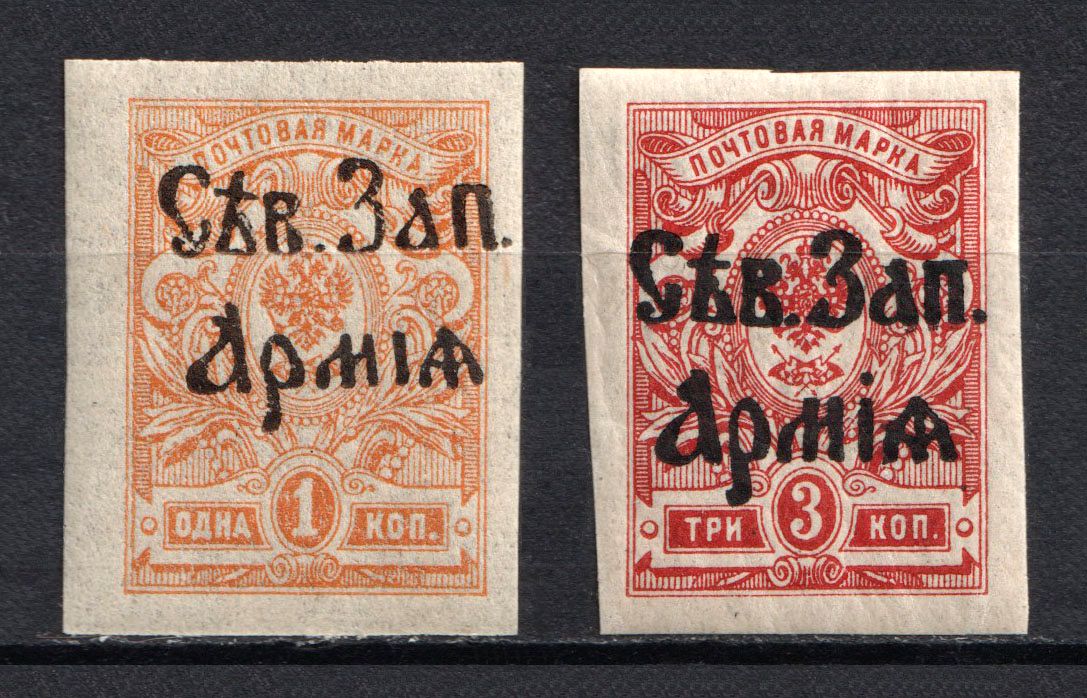 ПОЧТОВАЯ МАРКА
Сѣв. Зап.
Армія
ОДНА 1 КОП.
ПОЧТОВАЯ МАРКА
Сѣв. Зап.
Армія
ТРИ 3 КОП.